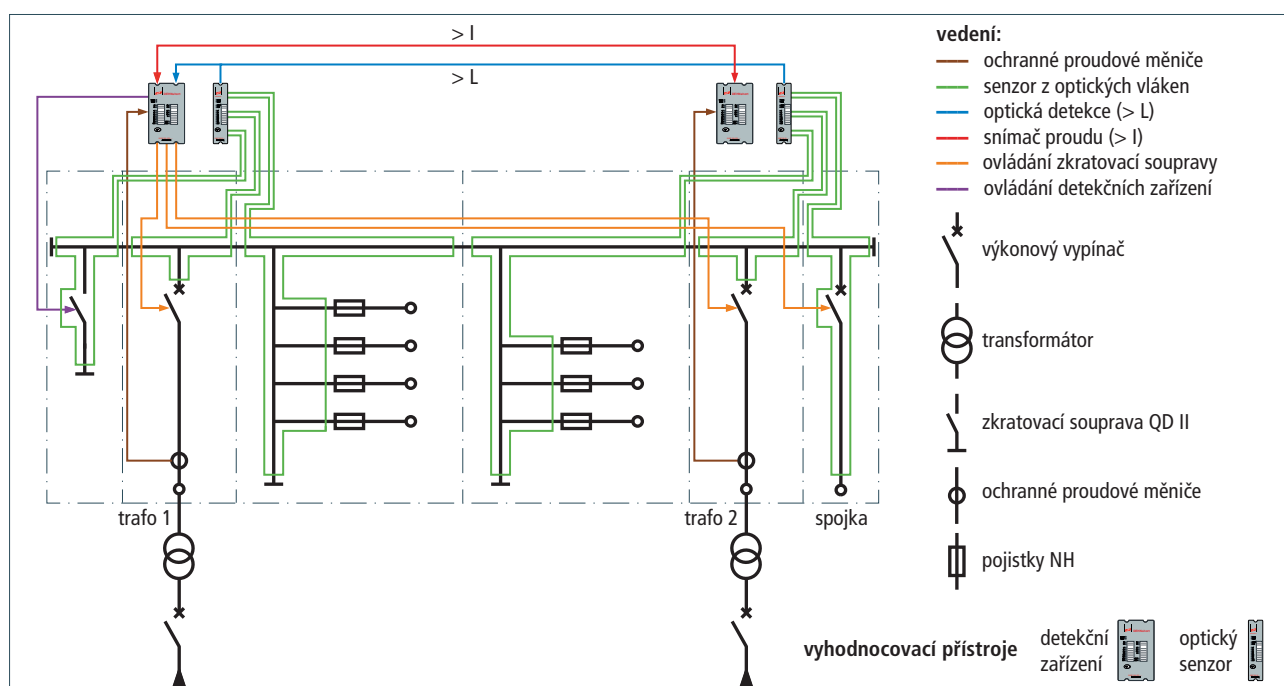 > I
> L
trafo 1
trafo 2
spojka
vedení:
ochranné proudové měniče
senzor z optických vláken
optická detekce (> L)
snímač proudu (> I)
ovládání zkratovací soupravy
ovládání detekčních zařízení
výkonový vypínač
transformátor
zkratovací souprava QD II
ochranné proudové měniče
pojistky NH
vyhodnocovací přístroje
detekční
zařízení
optický
senzor